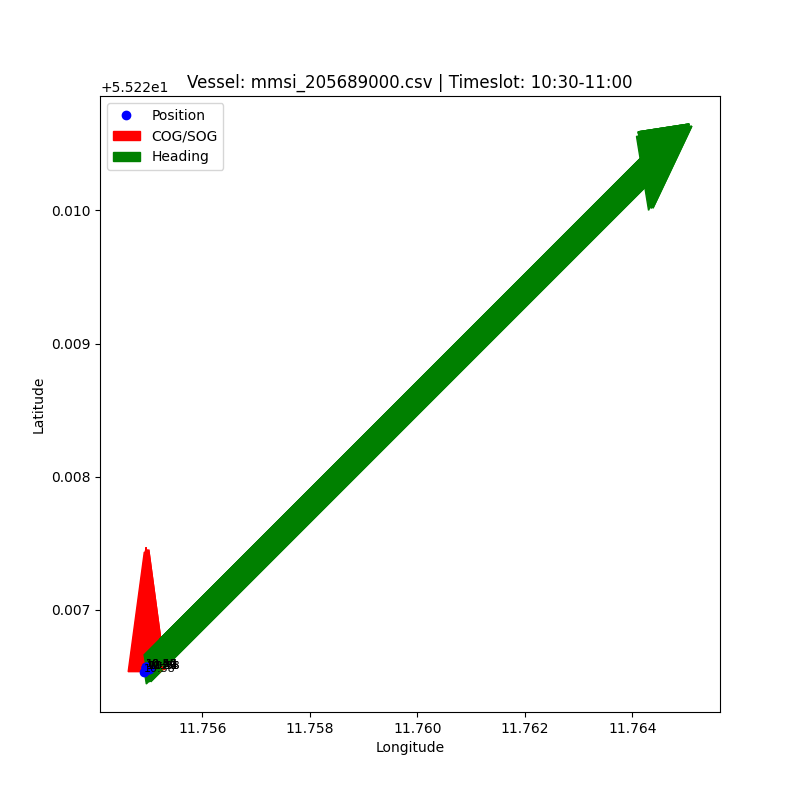 Vessel: mmsi_205689000.csv | Timeslot: 10:30-11:00
+5.522e1
Position
COG/SOG
Heading
0.010
0.009
0.008
0.007
Latitude
11.756
11.758
11.760
11.762
11.764
Longitude